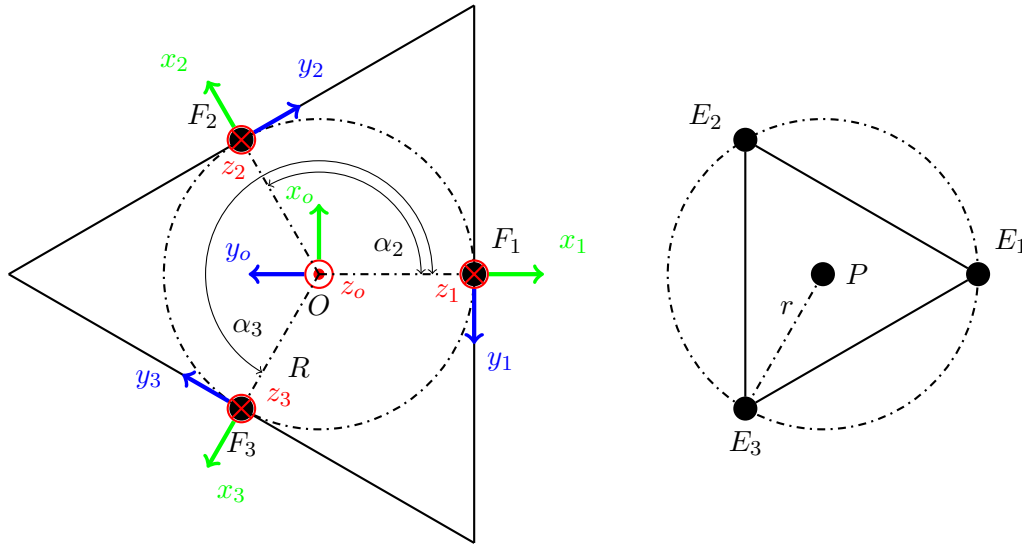 x₂
y₂
F₂
z₂
E₂
xₒ
α₂
F₁
x₁
E₁
yₒ
zₒ
z₁
P
O
r
α₃
y₁
R
y₃
z₃
F₃
E₃
x₃